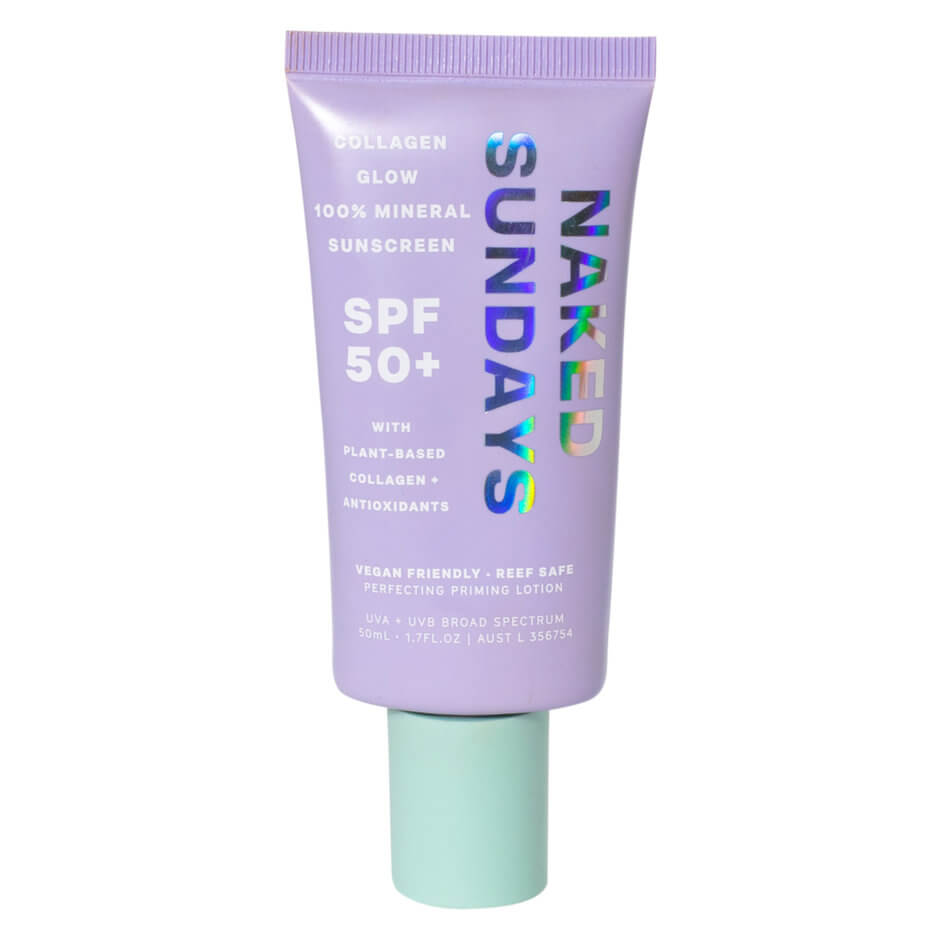 COLLAGEN
GLOW
100% MINERAL
SUNSCREEN
SPF
50+
WITH
PLANT-BASED
COLLAGEN +
ANTIOXIDANTS
NAKED
SUNDAYS
VEGAN FRIENDLY • REEF SAFE
PERFECTING PRIMING LOTION
UVA + UVB BROAD SPECTRUM
50mL • 1.7FL.OZ | AUST L 356754